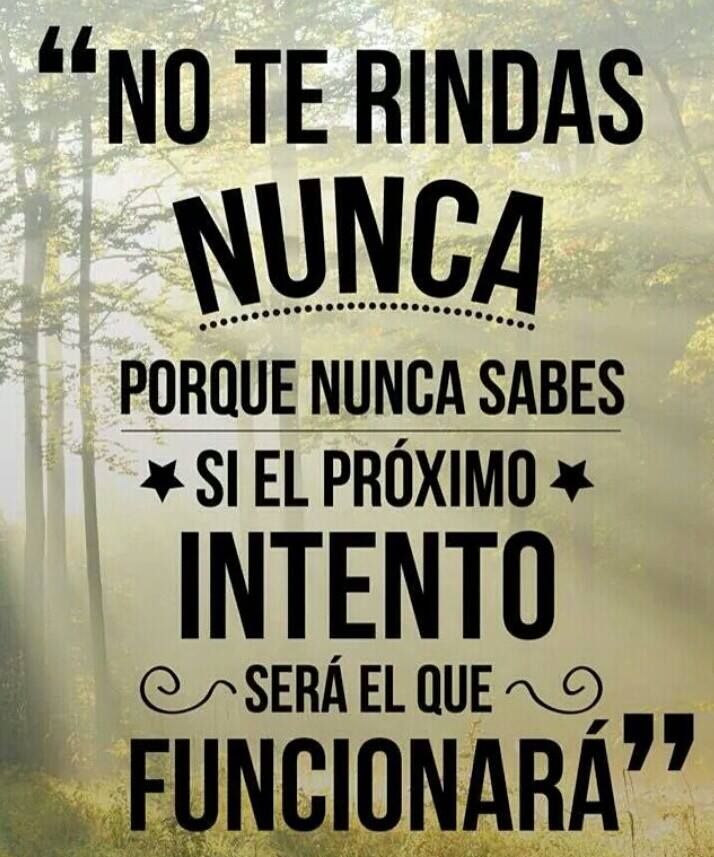 “NO TE RINDAS
NUNCA
PORQUE NUNCA SABES
SI EL PRÓXIMO
INTENTO
SERÁ EL QUE
FUNCIONARÁ”